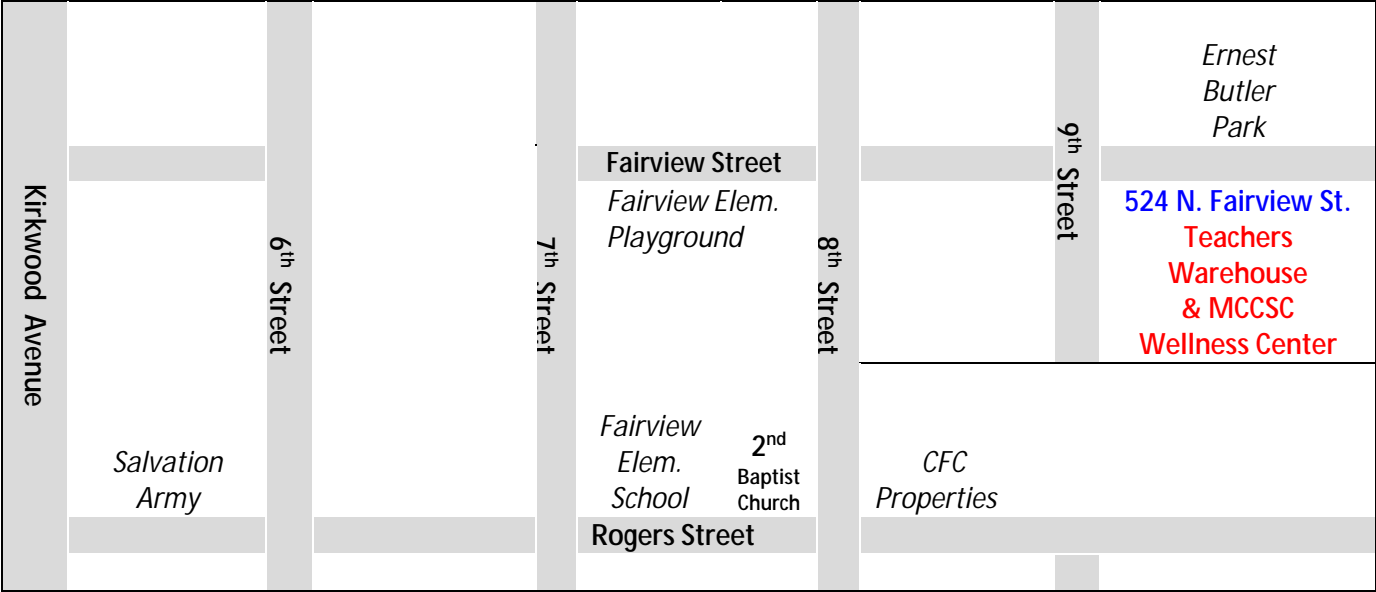 Kirkwood Avenue
6th Street
7th Street
8th Street
9th Street
Ernest
Butler
Park
Fairview Street
Fairview Elem.
Playground
524 N. Fairview St.
Teachers
Warehouse
& MCCSC
Wellness Center
Salvation
Army
Fairview
Elem.
School
2nd
Baptist
Church
CFC
Properties
Rogers Street